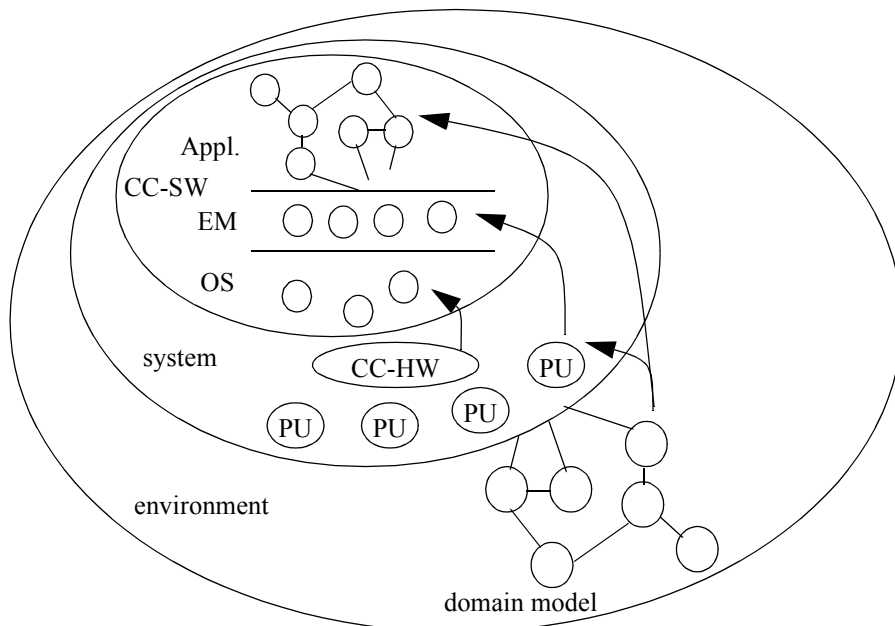 Appl.
CC-SW
EM
OS
system
CC-HW
PU
PU
PU
PU
environment
domain model